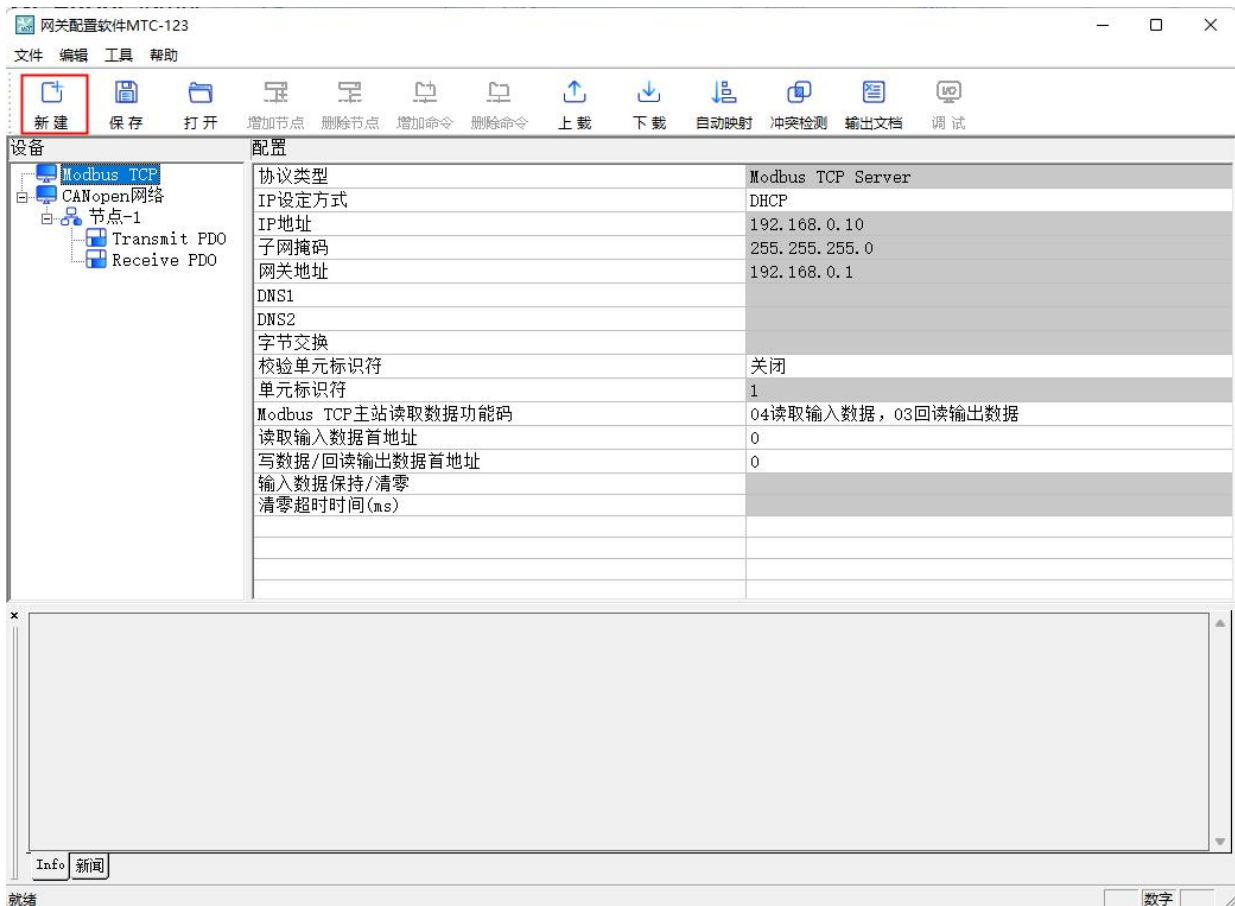 网关配置软件MTC-123
文件 编辑 工具 帮助
新建 保存 打开 增加节点 删除节点 增加命令 删除命令 上载 下载 自动映射 冲突检测 输出文档 调试
设备 配置
Modbus TCP
CANopen网络
节点-1
Transmit PDO
Receive PDO
协议类型 Modbus TCP Server
IP设定方式 DHCP
IP地址 192.168.0.10
子网掩码 255.255.255.0
网关地址 192.168.0.1
DNS1
DNS2
字节交换
校验单元标识符 关闭
单元标识符 1
Modbus TCP主站读取数据功能码 04读取输入数据，03回读输出数据
读取输入数据首地址 0
写数据/回读输出数据首地址 0
输入数据保持/清零
清零超时时间(ms)
Info 新闻
就绪 数字